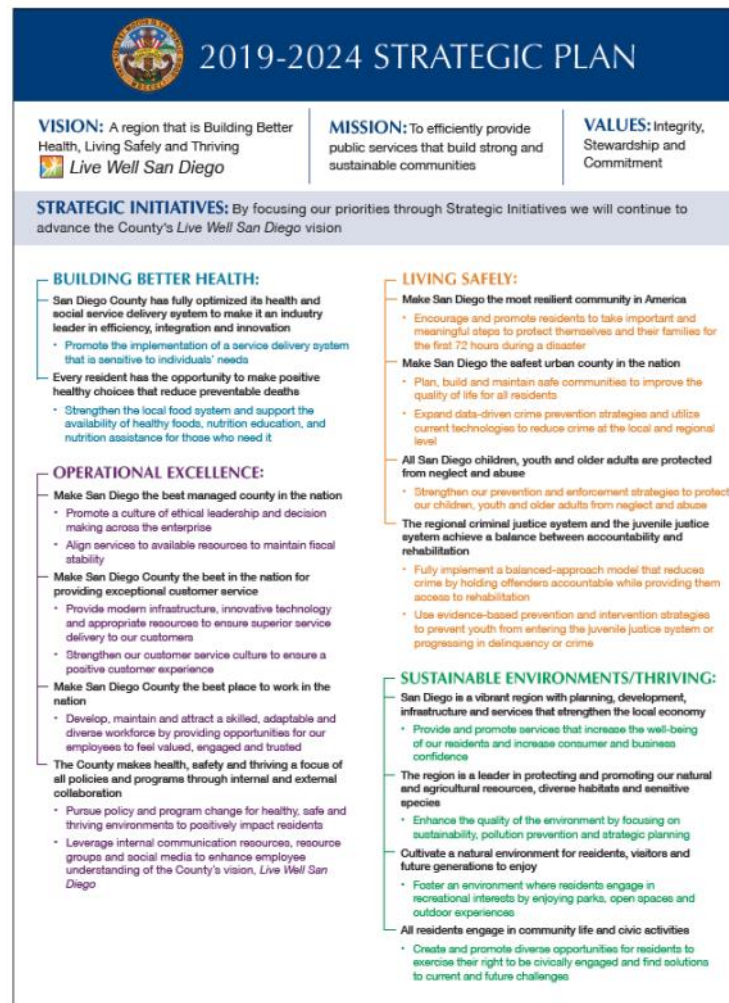 2019-2024 STRATEGIC PLAN
VISION: A region that is Building Better
Health, Living Safely and Thriving
Live Well San Diego
MISSION: To efficiently provide
public services that build strong and
sustainable communities
VALUES: Integrity,
Stewardship and
Commitment
STRATEGIC INITIATIVES: By focusing our priorities through Strategic Initiatives we will continue to
advance the County's Live Well San Diego vision
BUILDING BETTER HEALTH:
San Diego County has fully optimized its health and
social service delivery system to make it an industry
leader in efficiency, integration and innovation
• Promote the implementation of a service delivery system
that is sensitive to individuals' needs
Every resident has the opportunity to make positive
healthy choices that reduce preventable deaths
• Strengthen the local food system and support the
availability of healthy foods, nutrition education, and
nutrition assistance for those who need it
OPERATIONAL EXCELLENCE:
Make San Diego the best managed county in the nation
• Promote a culture of ethical leadership and decision
making across the enterprise
• Align services to available resources to maintain fiscal
stability
Make San Diego County the best in the nation for
providing exceptional customer service
• Provide modern infrastructure, innovative technology
and appropriate resources to ensure superior service
delivery to our customers
• Strengthen our customer service culture to ensure a
positive customer experience
Make San Diego County the best place to work in the
nation
• Develop, maintain and attract a skilled, adaptable and
diverse workforce by providing opportunities for our
employees to feel valued, engaged and trusted
The County makes health, safety and thriving a focus of
all policies and programs through internal and external
collaboration
• Pursue policy and program change for healthy, safe and
thriving environments to positively impact residents
• Leverage internal communication resources, resource
groups and social media to enhance employee
understanding of the County's vision, Live Well San
Diego
LIVING SAFELY:
Make San Diego the most resilient community in America
• Encourage and promote residents to take important and
meaningful steps to protect themselves and their families for
the first 72 hours during a disaster
Make San Diego the safest urban county in the nation
• Plan, build and maintain safe communities to improve the
quality of life for all residents
• Expand data-driven crime prevention strategies and utilize
current technologies to reduce crime at the local and regional
level
All San Diego children, youth and older adults are protected
from neglect and abuse
• Strengthen our prevention and enforcement strategies to protect
our children, youth and older adults from neglect and abuse
The regional criminal justice system and the juvenile justice
system achieve a balance between accountability and
rehabilitation
• Fully implement a balanced-approach model that reduces
crime by holding offenders accountable while providing them
access to rehabilitation
• Use evidence-based prevention and intervention strategies
to prevent youth from entering the juvenile justice system or
progressing in delinquency or crime
SUSTAINABLE ENVIRONMENTS/THRIVING:
San Diego is a vibrant region with planning, development,
infrastructure and services that strengthen the local economy
• Provide and promote services that increase the well-being
of our residents and increase consumer and business
confidence
The region is a leader in protecting and promoting our natural
and agricultural resources, diverse habitats and sensitive
species
• Enhance the quality of the environment by focusing on
sustainability, pollution prevention and strategic planning
Cultivate a natural environment for residents, visitors and
future generations to enjoy
• Foster an environment where residents engage in
recreational interests by enjoying parks, open spaces and
outdoor experiences
All residents engage in community life and civic activities
• Create and promote diverse opportunities for residents to
exercise their right to be civically engaged and find solutions
to current and future challenges